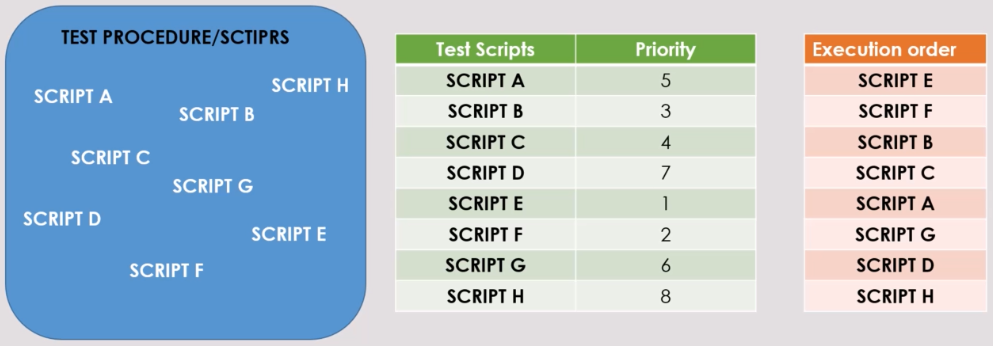 TEST PROCEDURE/SCTIPRS
SCRIPT H
SCRIPT A
SCRIPT B
SCRIPT C
SCRIPT G
SCRIPT D
SCRIPT E
SCRIPT F
Test Scripts Priority
SCRIPT A 5
SCRIPT B 3
SCRIPT C 4
SCRIPT D 7
SCRIPT E 1
SCRIPT F 2
SCRIPT G 6
SCRIPT H 8
Execution order
SCRIPT E
SCRIPT F
SCRIPT B
SCRIPT C
SCRIPT A
SCRIPT G
SCRIPT D
SCRIPT H